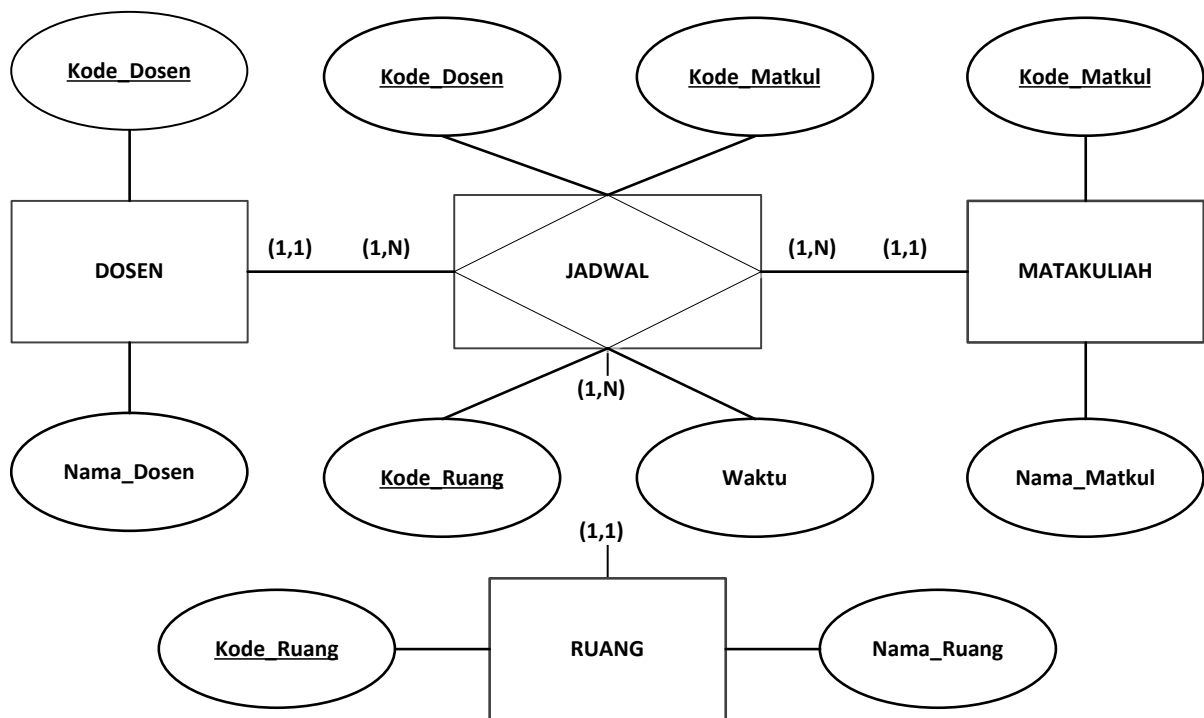 Kode_Dosen
Kode_Dosen
Kode_Matkul
Kode_Matkul
(1,1)
(1,N)
(1,N)
(1,1)
DOSEN
JADWAL
MATAKULIAH
(1,N)
Nama_Dosen
Kode_Ruang
Waktu
Nama_Matkul
(1,1)
Kode_Ruang
RUANG
Nama_Ruang